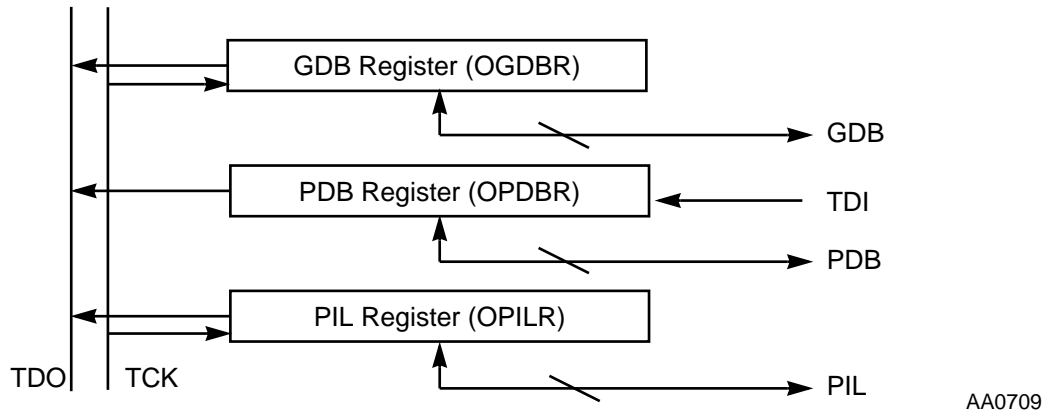 GDB Register (OGDBR)
GDB
PDB Register (OPDBR)
TDI
PDB
PIL Register (OPILR)
TDO
TCK
PIL
AA0709